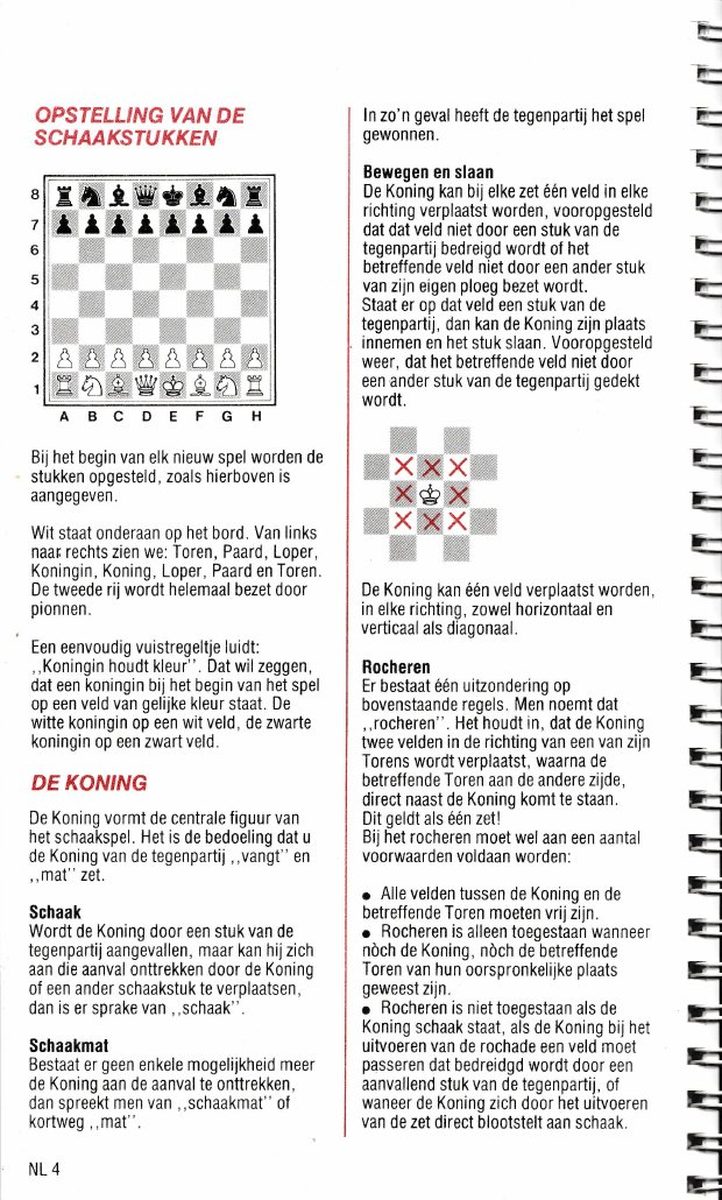 OPSTELLING VAN DE
SCHAAKSTUKKEN
8
7
6
5
4
3
2
1
A B C D E F G H
Bij het begin van elk nieuw spel worden de
stukken opgesteld, zoals hierboven is
aangegeven.
Wit staat onderaan op het bord. Van links
naar rechts zien we: Toren, Paard, Loper,
Koningin, Koning, Loper, Paard en Toren.
De tweede rij wordt helemaal bezet door
pionnen.
Een eenvoudig vuistregeltje luidt:
,,Koningin houdt kleur". Dat wil zeggen,
dat een koningin bij het begin van het spel
op een veld van gelijke kleur staat. De
witte koningin op een wit veld, de zwarte
koningin op een zwart veld.
DE KONING
De Koning vormt de centrale figuur van
het schaakspel. Het is de bedoeling dat u
de Koning van de tegenpartij ,,vangt" en
,,mat" zet.
Schaak
Wordt de Koning door een stuk van de
tegenpartij aangevallen, maar kan hij zich
aan die aanval onttrekken door de Koning
of een ander schaakstuk te verplaatsen,
dan is er sprake van ,,schaak".
Schaakmat
Bestaat er geen enkele mogelijkheid meer
de Koning aan de aanval te onttrekken,
dan spreekt men van ,,schaakmat" of
kortweg ,,mat".
NL 4
In zo'n geval heeft de tegenpartij het spel
gewonnen.
Bewegen en slaan
De Koning kan bij elke zet één veld in elke
richting verplaatst worden, vooropgesteld
dat dat veld niet door een stuk van de
tegenpartij bedreigd wordt of het
betreffende veld niet door een ander stuk
van zijn eigen ploeg bezet wordt.
Staat er op dat veld een stuk van de
tegenpartij, dan kan de Koning zijn plaats
innemen en het stuk slaan. Vooropgesteld
weer, dat het betreffende veld niet door
een ander stuk van de tegenpartij gedekt
wordt.
De Koning kan één veld verplaatst worden,
in elke richting, zowel horizontaal en
verticaal als diagonaal.
Rocheren
Er bestaat één uitzondering op
bovenstaande regels. Men noemt dat
,,rocheren". Het houdt in, dat de Koning
twee velden in de richting van een van zijn
Torens wordt verplaatst, waarna de
betreffende Toren aan de andere zijde,
direct naast de Koning komt te staan.
Dit geldt als één zet!
Bij het rocheren moet wel aan een aantal
voorwaarden voldaan worden:
● Alle velden tussen de Koning en de
betreffende Toren moeten vrij zijn.
● Rocheren is alleen toegestaan wanneer
nòch de Koning, nòch de betreffende
Toren van hun oorspronkelijke plaats
geweest zijn.
● Rocheren is niet toegestaan als de
Koning schaak staat, als de Koning bij het
uitvoeren van de rochade een veld moet
passeren dat bedreidgd wordt door een
aanvallend stuk van de tegenpartij, of
waneer de Koning zich door het uitvoeren
van de zet direct blootstelt aan schaak.